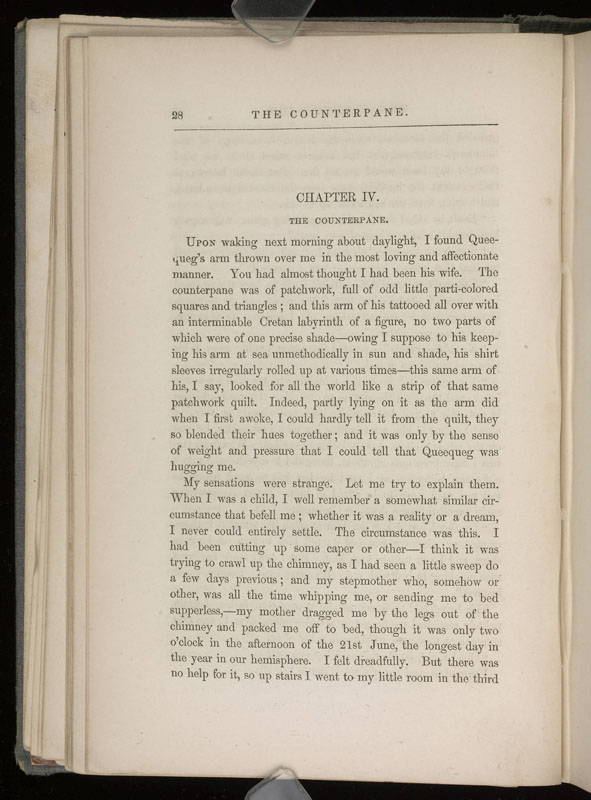 28 THE COUNTERPANE.
CHAPTER IV.
THE COUNTERPANE.
UPON waking next morning about daylight, I found Quee-
queg's arm thrown over me in the most loving and affectionate
manner. You had almost thought I had been his wife. The
counterpane was of patchwork, full of odd little parti-colored
squares and triangles; and this arm of his tattooed all over with
an interminable Cretan labyrinth of a figure, no two parts of
which were of one precise shade—owing I suppose to his keep-
ing his arm at sea unmethodically in sun and shade, his shirt
sleeves irregularly rolled up at various times—this same arm of
his, I say, looked for all the world like a strip of that same
patchwork quilt. Indeed, partly lying on it as the arm did
when I first awoke, I could hardly tell it from the quilt, they
so blended their hues together; and it was only by the sense
of weight and pressure that I could tell that Queequeg was
hugging me.
My sensations were strange. Let me try to explain them.
When I was a child, I well remember a somewhat similar cir-
cumstance that befell me; whether it was a reality or a dream,
I never could entirely settle. The circumstance was this. I
had been cutting up some caper or other—I think it was
trying to crawl up the chimney, as I had seen a little sweep do
a few days previous; and my stepmother who, somehow or
other, was all the time whipping me, or sending me to bed
supperless,—my mother dragged me by the legs out of the
chimney and packed me off to bed, though it was only two
o'clock in the afternoon of the 21st June, the longest day in
the year in our hemisphere. I felt dreadfully. But there was
no help for it, so up stairs I went to my little room in the third